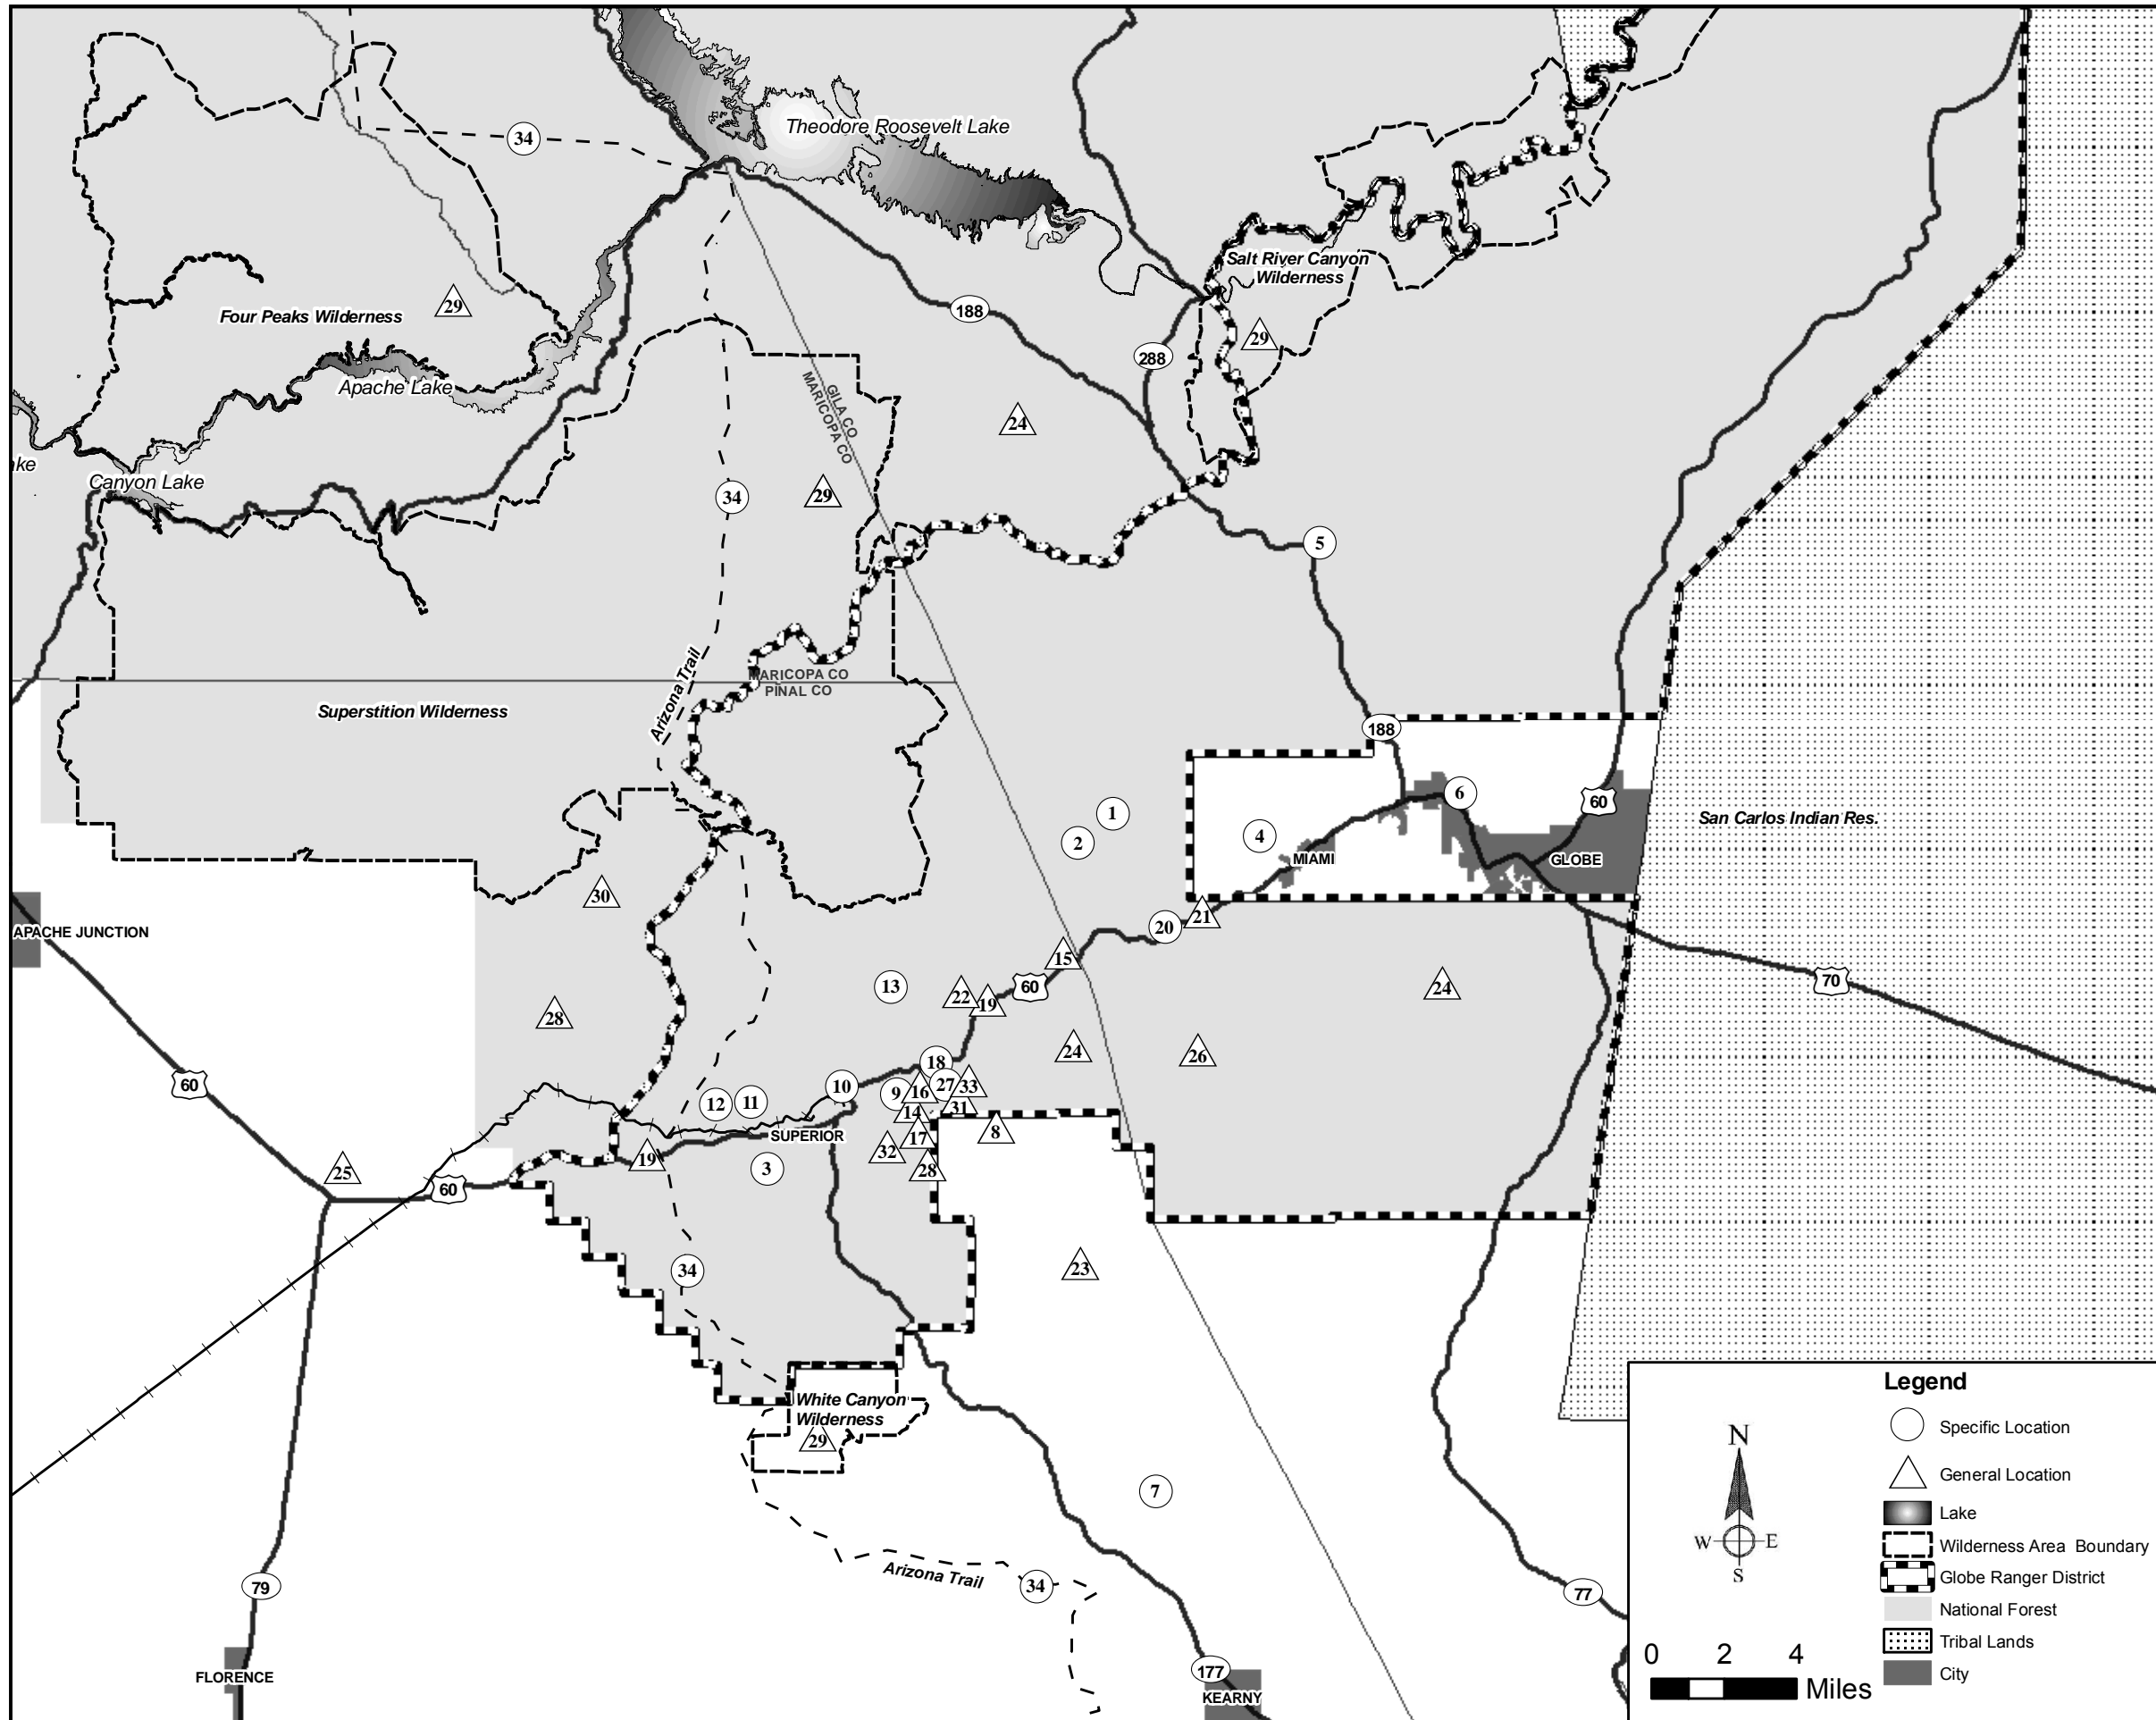 34
Theodore Roosevelt Lake
Salt River Canyon
Wilderness
29
Four Peaks Wilderness
188
29
288
Apache Lake
GILA CO
MARICOPA CO
24
ke
Canyon Lake
34
29
5
MARICOPA CO
PINAL CO
Arizona Trail
Superstition Wilderness
188
6
60
1
2
4
MIAMI
GLOBE
San Carlos Indian Res.
30
APACHE JUNCTION
21
20
15
13
22
19
60
24
70
28
24
26
18
60
10
9
16
27
33
12
11
14
31
SUPERIOR
17
8
19
3
32
28
25
60
34
23
White Canyon
Wilderness
29
7
Arizona Trail
34
79
77
FLORENCE
177
KEARNY
Legend
Specific Location
General Location
Lake
Wilderness Area Boundary
Globe Ranger District
National Forest
Tribal Lands
City
N
W
E
S
0 2 4
Miles